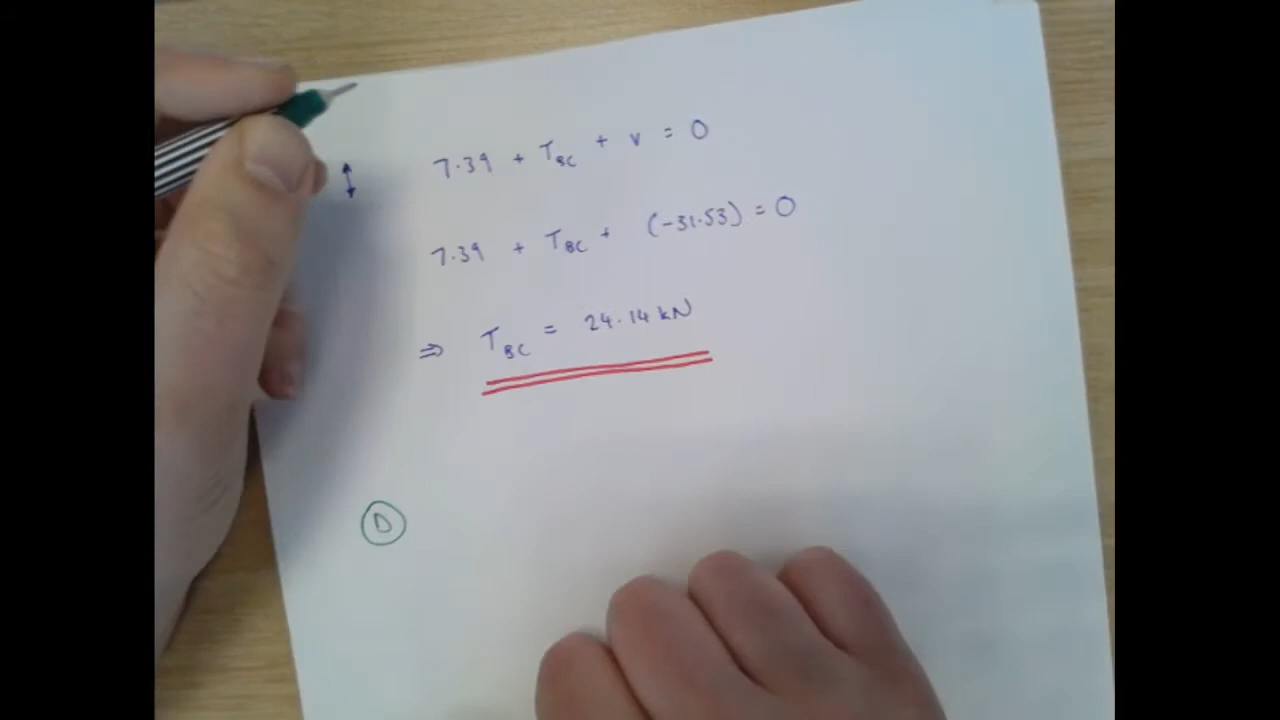 7.39 + T_BC + V = 0
7.39 + T_BC + (-31.53) = 0
⇒ T_BC = 24.14 kN
D